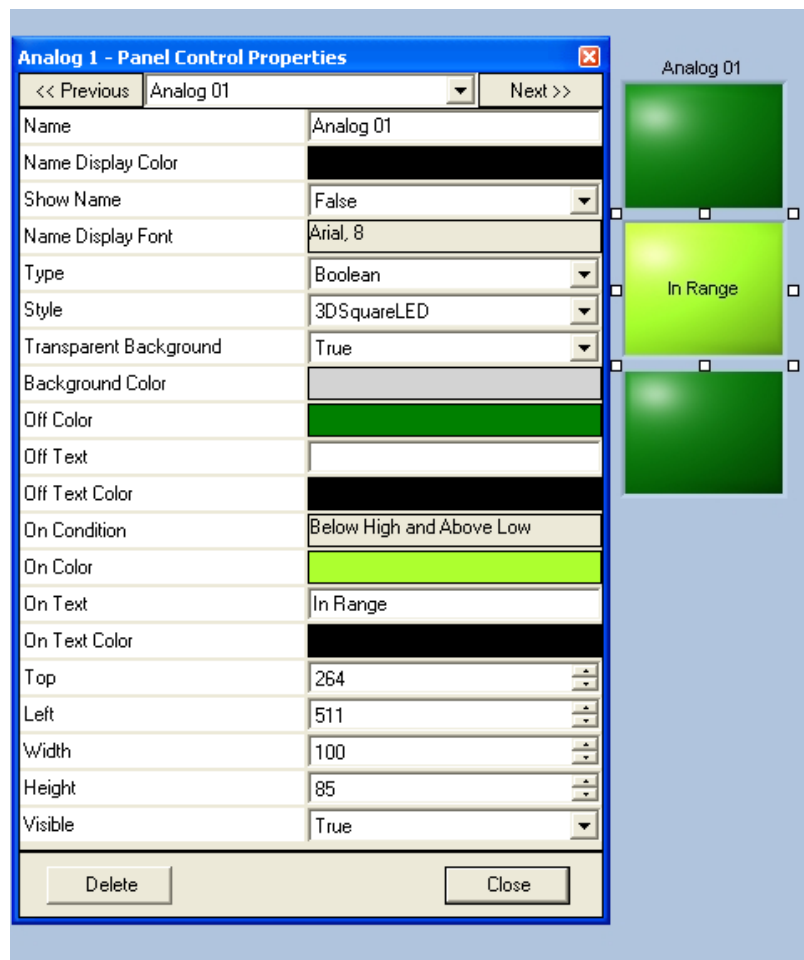 Analog 1 - Panel Control Properties
<< Previous Analog 01 Next >>
Name Analog 01
Name Display Color
Show Name False
Name Display Font Arial, 8
Type Boolean
Style 3DSquareLED
Transparent Background True
Background Color
Off Color
Off Text
Off Text Color
On Condition Below High and Above Low
On Color
On Text In Range
On Text Color
Top 264
Left 511
Width 100
Height 85
Visible True
Delete Close
Analog 01
In Range